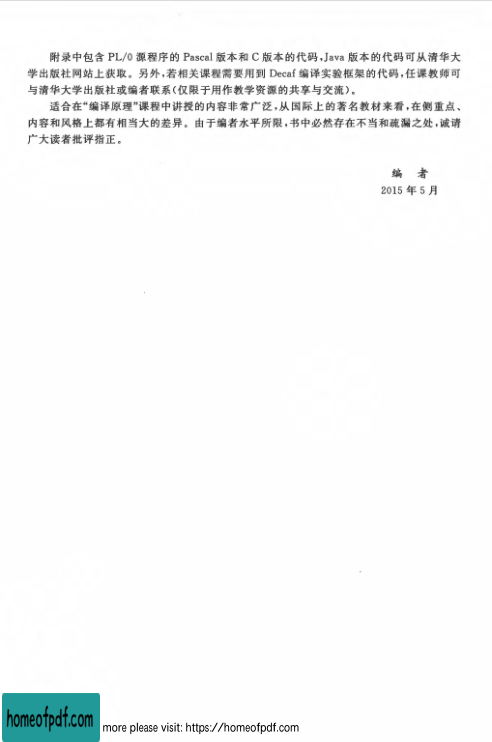 附录中包含 PL/0 源程序的 Pascal 版本和 C 版本的代码,Java 版本的代码可从清华大
学出版社网站上获取。另外,若相关课程需要用到 Decaf 编译实验框架的代码,任课教师可
与清华大学出版社或编者联系(仅限于用作教学资源的共享与交流)。
适合在“编译原理”课程中讲授的内容非常广泛,从国际上的著名教材来看,在侧重点、
内容和风格上都有相当大的差异。由于编者水平所限,书中必然存在不当和疏漏之处,诚请
广大读者批评指正。
编 者
2015 年 5 月
homeofpdf.com more please visit: https://homeofpdf.com